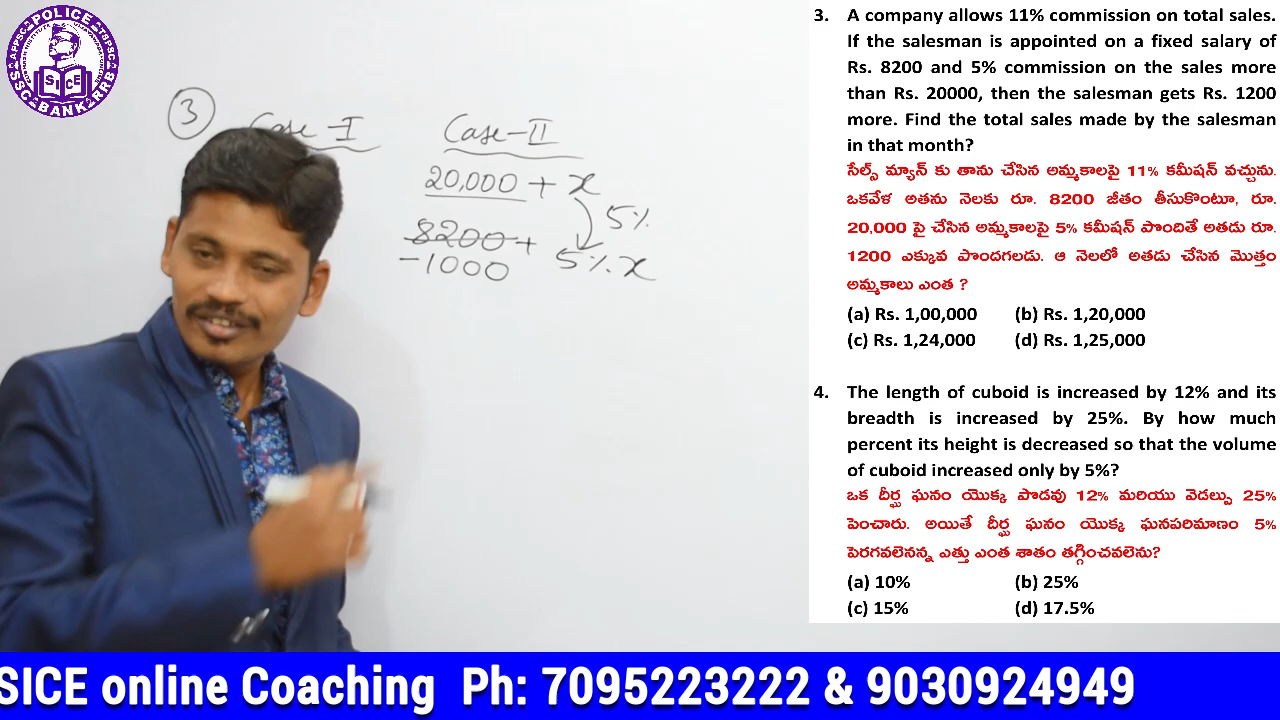 POLICE
APPSC
TSPSC
SICE
SSC
BANK
RRB
3
Case-I
Case-II
20,000 + x
5%
8200 +
-1000 5% x
3. A company allows 11% commission on total sales.
If the salesman is appointed on a fixed salary of
Rs. 8200 and 5% commission on the sales more
than Rs. 20000, then the salesman gets Rs. 1200
more. Find the total sales made by the salesman
in that month?
సేల్స్ మ్యాన్ కు తాను చేసిన అమ్మకాలపై 11% కమీషన్ వచ్చును.
ఒకవేళ అతను నెలకు రూ. 8200 జీతం తీసుకొంటూ, రూ.
20,000 పై చేసిన అమ్మకాలపై 5% కమీషన్ పొందితే అతడు రూ.
1200 ఎక్కువ పొందగలడు. ఆ నెలలో అతడు చేసిన మొత్తం
అమ్మకాలు ఎంత ?
(a) Rs. 1,00,000 (b) Rs. 1,20,000
(c) Rs. 1,24,000 (d) Rs. 1,25,000
4. The length of cuboid is increased by 12% and its
breadth is increased by 25%. By how much
percent its height is decreased so that the volume
of cuboid increased only by 5%?
ఒక దీర్ఘ ఘనం యొక్క పొడవు 12% మరియు వెడల్పు 25%
పెంచారు. అయితే దీర్ఘ ఘనం యొక్క ఘనపరిమాణం 5%
పెరగవలెనన్న ఎత్తు ఎంత శాతం తగ్గించవలెను?
(a) 10% (b) 25%
(c) 15% (d) 17.5%
SICE online Coaching Ph: 7095223222 & 9030924949